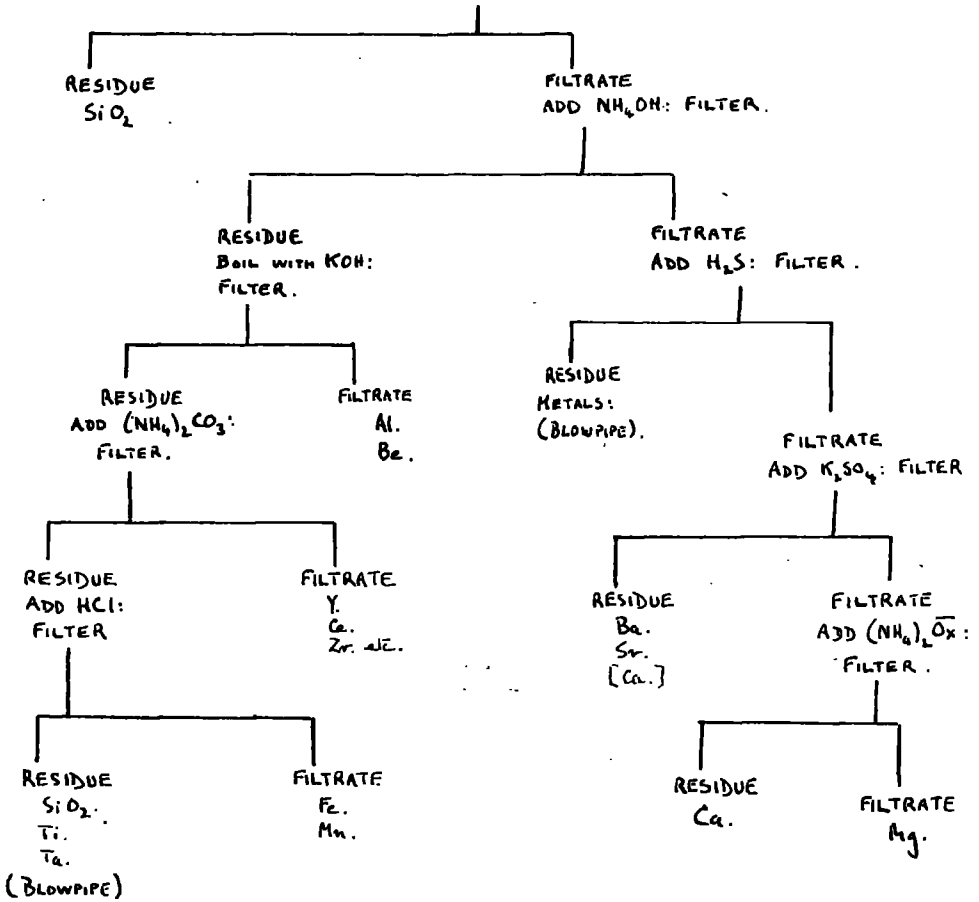 RESIDUE
SiO₂
FILTRATE
ADD NH₄OH: FILTER.
RESIDUE
BOIL WITH KOH:
FILTER.
FILTRATE
ADD H₂S: FILTER.
RESIDUE
ADD (NH₄)₂CO₃:
FILTER.
FILTRATE
Al.
Be.
RESIDUE
METALS:
(BLOWPIPE).
FILTRATE
ADD K₂SO₄: FILTER
RESIDUE
ADD HCl:
FILTER
FILTRATE
Y.
Ce.
Zr. etc.
RESIDUE
Ba.
Sr.
[Ca.]
FILTRATE
ADD (NH₄)₂O̅x̅:
FILTER.
RESIDUE
SiO₂.
Ti.
Ta.
(BLOWPIPE)
FILTRATE
Fe.
Mn.
RESIDUE
Ca.
FILTRATE
Mg.